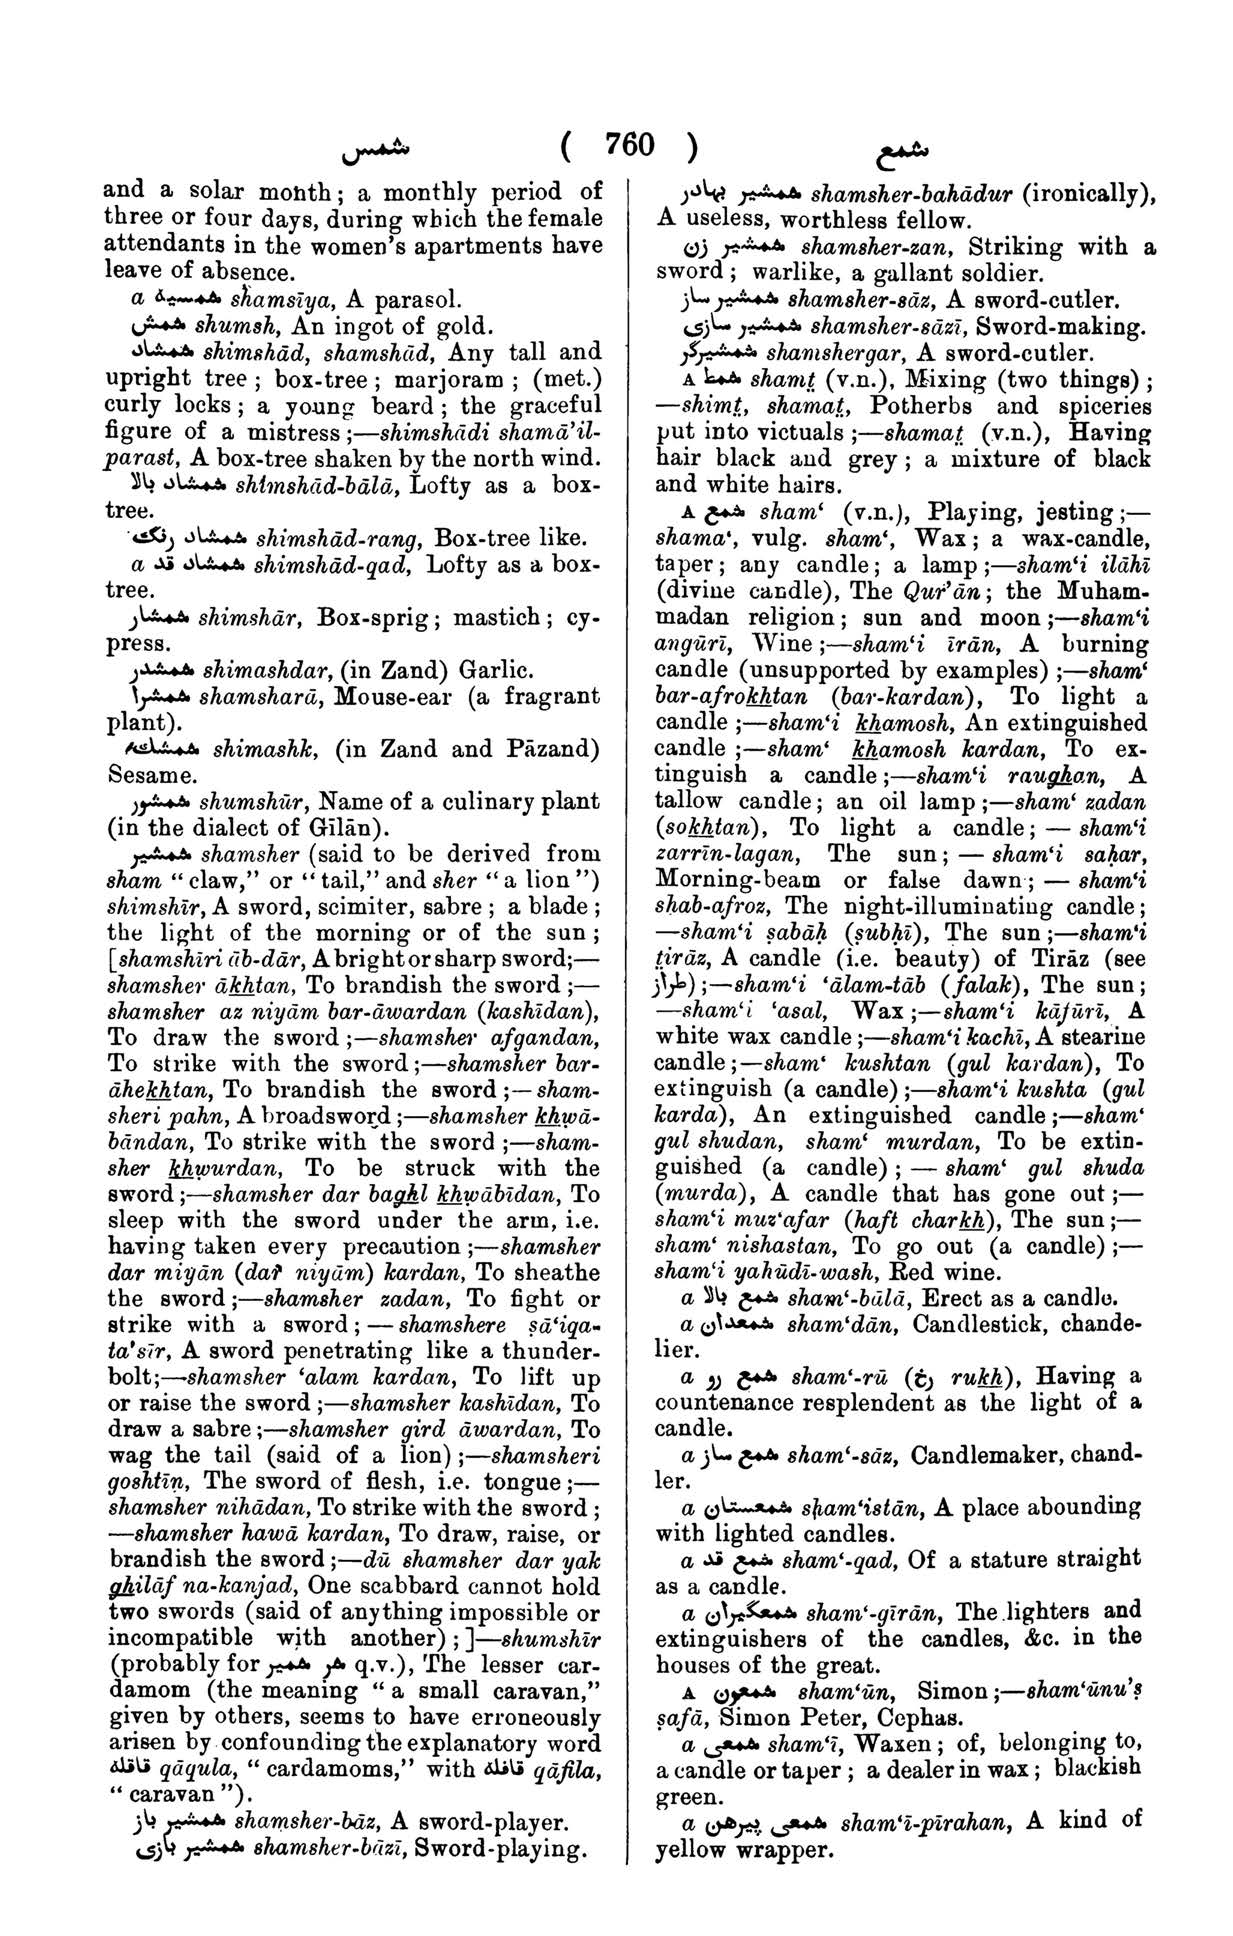 شمس ( 760 ) شمع
and a solar month; a monthly period of
three or four days, during which the female
attendants in the women's apartments have
leave of absence.
a شمسیة shamsīya, A parasol.
شمش shumsh, An ingot of gold.
شمشاد shimshād, shamshād, Any tall and
upright tree; box-tree; marjoram; (met.)
curly locks; a young beard; the graceful
figure of a mistress;—shimshādi shamā'il-
parast, A box-tree shaken by the north wind.
شمشاد بالا shimshād-bālā, Lofty as a box-
tree.
شمشاد رنگ shimshād-rang, Box-tree like.
a شمشاد قد shimshād-qad, Lofty as a box-
tree.
شمشار shimshār, Box-sprig; mastich; cy-
press.
شمشدر shimashdar, (in Zand) Garlic.
شمشرا shamsharā, Mouse-ear (a fragrant
plant).
شمشك shimashk, (in Zand and Pāzand)
Sesame.
شمشور shumshūr, Name of a culinary plant
(in the dialect of Gīlān).
شمشیر shamsher (said to be derived from
sham “claw,” or “tail,” and sher “a lion”)
shimshīr, A sword, scimiter, sabre; a blade;
the light of the morning or of the sun;
[shamshīri āb-dār, A bright or sharp sword;—
shamsher ākhtan, To brandish the sword;—
shamsher az niyām bar-āwardan (kashīdan),
To draw the sword;—shamsher afgandan,
To strike with the sword;—shamsher bar-
āhekhtan, To brandish the sword;—sham-
sheri pahn, A broadsword;—shamsher khẉā-
bāndan, To strike with the sword;—sham-
sher khẉurdan, To be struck with the
sword;—shamsher dar baghl khẉābīdan, To
sleep with the sword under the arm, i.e.
having taken every precaution;—shamsher
dar miyān (dar niyām) kardan, To sheathe
the sword;—shamsher zadan, To fight or
strike with a sword;—shamshere ṣā‘iqa-
ta'sīr, A sword penetrating like a thunder-
bolt;—shamsher ‘alam kardan, To lift up
or raise the sword;—shamsher kashīdan, To
draw a sabre;—shamsher gird āwardan, To
wag the tail (said of a lion);—shamsheri
goshtīn, The sword of flesh, i.e. tongue;—
shamsher nihādan, To strike with the sword;
—shamsher hawā kardan, To draw, raise, or
brandish the sword;—dū shamsher dar yak
ghilāf na-kanjad, One scabbard cannot hold
two swords (said of anything impossible or
incompatible with another);]—shumshīr
(probably for هر شمیر q.v.), The lesser car-
damom (the meaning “a small caravan,”
given by others, seems to have erroneously
arisen by confounding the explanatory word
قاقله qāqula, “cardamoms,” with قافله qāfila,
“caravan”).
شمشیر باز shamsher-bāz, A sword-player.
شمشیر بازی shamsher-bāzī, Sword-playing.
شمشیر بهادر shamsher-bahādur (ironically),
A useless, worthless fellow.
شمشیر زن shamsher-zan, Striking with a
sword; warlike, a gallant soldier.
شمشیر ساز shamsher-sāz, A sword-cutler.
شمشیر سازی shamsher-sāzī, Sword-making.
شمشیرگر shamshergar, A sword-cutler.
A شمط shamt̤ (v.n.), Mixing (two things);
—shimt̤, shamat̤, Potherbs and spiceries
put into victuals;—shamat̤ (v.n.), Having
hair black and grey; a mixture of black
and white hairs.
A شمع sham‘ (v.n.), Playing, jesting;—
shama‘, vulg. sham‘, Wax; a wax-candle,
taper; any candle; a lamp;—sham‘i ilāhī
(divine candle), The Qur'ān; the Muham-
madan religion; sun and moon;—sham‘i
angūrī, Wine;—sham‘i īrān, A burning
candle (unsupported by examples);—sham‘
bar-afrokhtan (bar-kardan), To light a
candle;—sham‘i khamosh, An extinguished
candle;—sham‘ khamosh kardan, To ex-
tinguish a candle;—sham‘i raughan, A
tallow candle; an oil lamp;—sham‘ zadan
(sokhtan), To light a candle;—sham‘i
zarrīn-lagan, The sun;—sham‘i saḥar,
Morning-beam or false dawn;—sham‘i
shab-afroz, The night-illuminating candle;
—sham‘i ṣabāḥ (ṣubḥī), The sun;—sham‘i
t̤irāz, A candle (i.e. beauty) of Tirāz (see
طراز);—sham‘i ‘ālam-tāb (falak), The sun;
—sham‘i ‘asal, Wax;—sham‘i kāfūrī, A
white wax candle;—sham‘i kachī, A stearine
candle;—sham‘ kushtan (gul kardan), To
extinguish (a candle);—sham‘i kushta (gul
karda), An extinguished candle;—sham‘
gul shudan, sham‘ murdan, To be extin-
guished (a candle);—sham‘ gul shuda
(murda), A candle that has gone out;—
sham‘i muz‘afar (haft charkh), The sun;—
sham‘ nishastan, To go out (a candle);—
sham‘i yahūdī-wash, Red wine.
a شمع بالا sham‘-bālā, Erect as a candle.
a شمعدان sham‘dān, Candlestick, chande-
lier.
a شمع رو sham‘-rū (رخ rukh), Having a
countenance resplendent as the light of a
candle.
a شمع ساز sham‘-sāz, Candlemaker, chand-
ler.
a شمعستان sham‘istān, A place abounding
with lighted candles.
a شمع قد sham‘-qad, Of a stature straight
as a candle.
a شمعگیران sham‘-gīrān, The lighters and
extinguishers of the candles, &c. in the
houses of the great.
A شمعون sham‘ūn, Simon;—sham‘ūnu'ṣ
ṣafā, Simon Peter, Cephas.
a شمعی sham‘ī, Waxen; of, belonging to,
a candle or taper; a dealer in wax; blackish
green.
a شمعی پیرهن sham‘ī-pīrahan, A kind of
yellow wrapper.